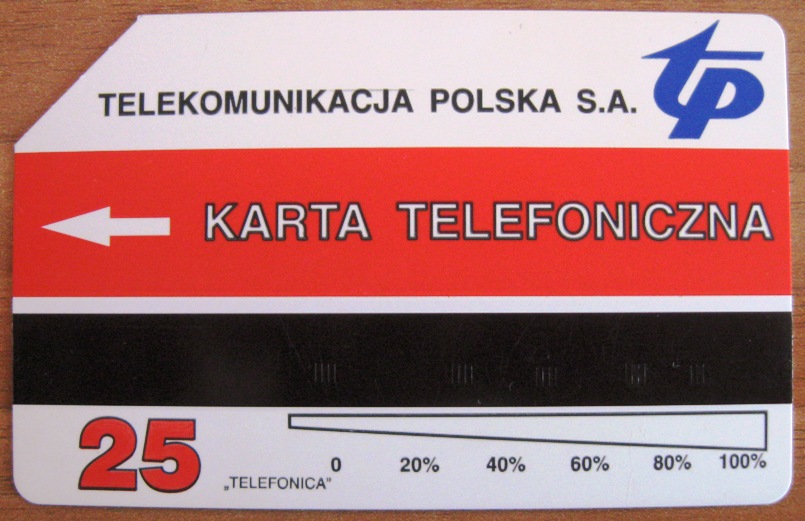 TELEKOMUNIKACJA POLSKA S.A.
tp
KARTA TELEFONICZNA
25
„TELEFONICA”
0 20% 40% 60% 80% 100%